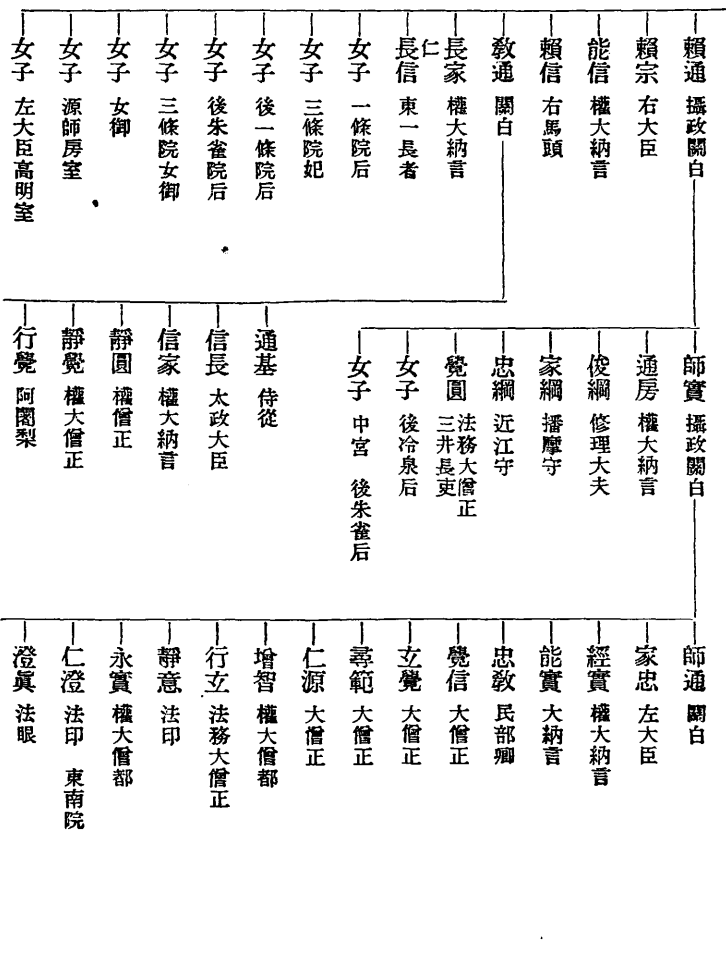 賴通 攝政關白
賴宗 右大臣
能信 權大納言
賴信 右馬頭
敎通 關白
長家 權大納言
仁
長信 東一長者
女子 一條院后
女子 三條院妃
女子 後一條院后
女子 後朱雀院后
女子 三條院女御
女子 女御
女子 源師房室
女子 左大臣高明室
師實 攝政關白
通房 權大納言
俊綱 修理大夫
家綱 播摩守
忠綱 近江守
覺圓 法務大僧正
三井長吏
女子 後冷泉后
女子 中宮 後朱雀后
通基 侍從
信長 太政大臣
信家 權大納言
靜圓 權僧正
靜覺 權大僧正
行覺 阿闍梨
師通 關白
家忠 左大臣
經實 權大納言
能實 大納言
忠敎 民部卿
覺信 大僧正
玄覺 大僧正
尋範 大僧正
仁源 大僧正
增智 權大僧都
行玄 法務大僧正
靜意 法印
永實 權大僧都
仁澄 法印 東南院
澄眞 法眼